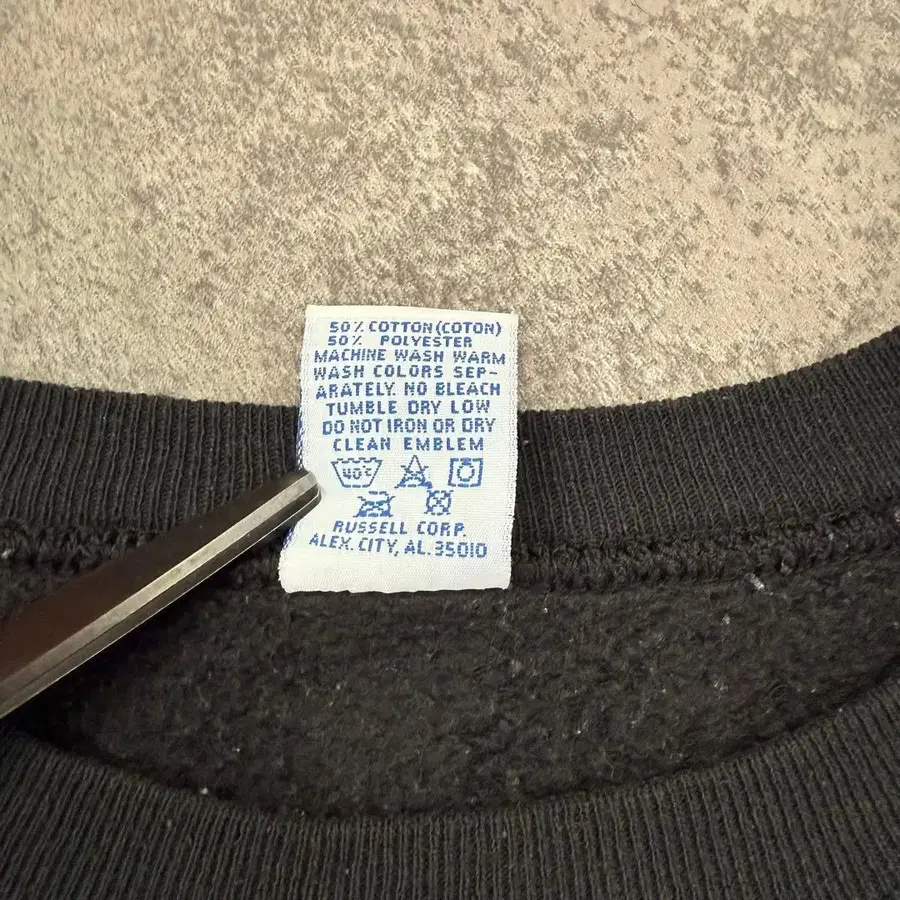 50% COTTON(COTON)
50% POLYESTER
MACHINE WASH WARM
WASH COLORS SEP-
ARATELY. NO BLEACH
TUMBLE DRY LOW
DO NOT IRON OR DRY
CLEAN EMBLEM
40°C
RUSSELL CORP.
ALEX. CITY, AL. 35010